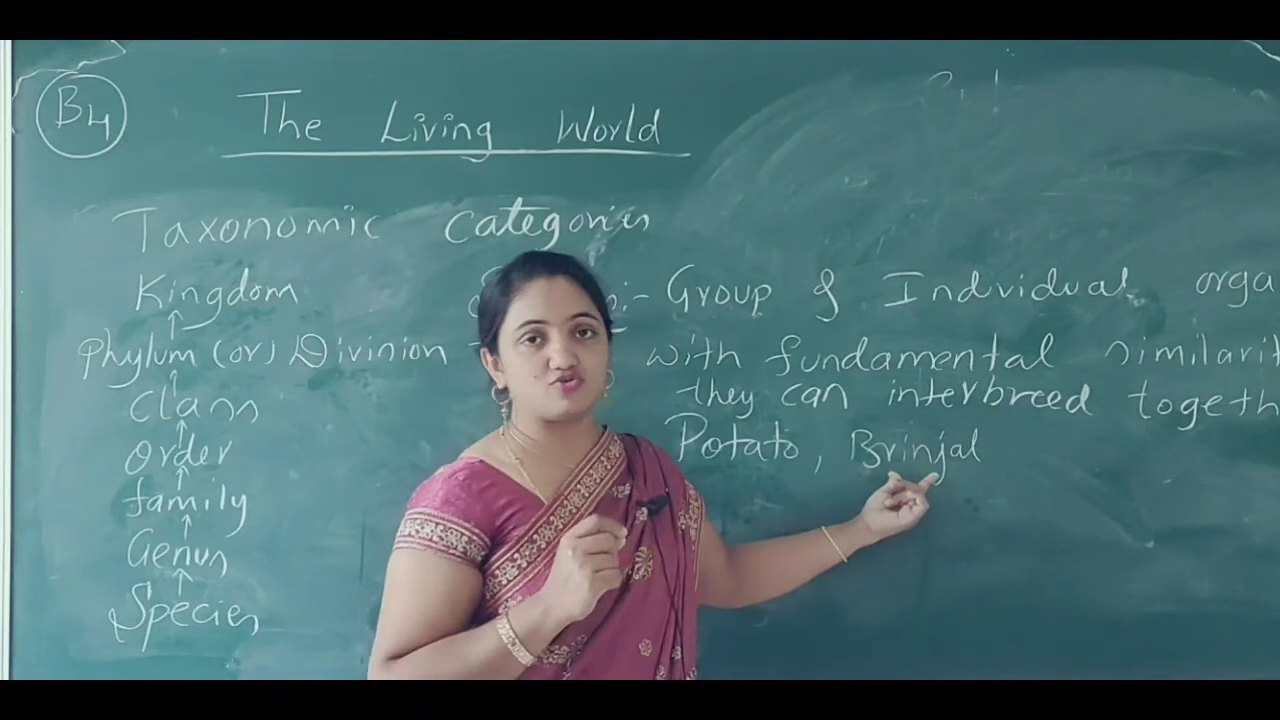 B4
The Living World
Taxonomic categories
Kingdom
Group of Individual orga
Phylum (or) Division
with fundamental similarit
Class
they can interbreed togeth
Order
Potato, Brinjal
family
Genus
Species